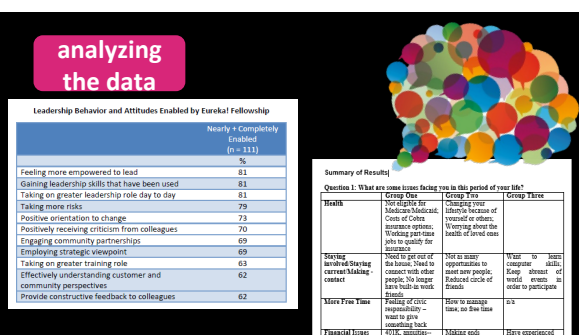 analyzing
the data
Leadership Behavior and Attitudes Enabled by Eureka! Fellowship
Nearly + Completely
Enabled
(n = 111)
%
Feeling more empowered to lead 81
Gaining leadership skills that have been used 81
Taking on greater leadership role day to day 81
Taking more risks 79
Positive orientation to change 73
Positively receiving criticism from colleagues 70
Engaging community partnerships 69
Employing strategic viewpoint 69
Taking on greater training role 63
Effectively understanding customer and 62
community perspectives
Provide constructive feedback to colleagues 62
Summary of Results
Question 1: What are some issues facing you in this period of your life?
Group One Group Two Group Three
Health Not eligible for Changing your
Medicare/Medicaid; lifestyle because of
Costs of Cobra yourself or others;
insurance options; Worrying about the
Working part-time health of loved ones
jobs to qualify for
insurance
Staying Need to get out of Not as many Want to learn
involved/Staying the house; Need to opportunities to computer skills;
current/Making - connect with other meet new people; Keep abreast of
contact people; No longer Reduced circle of world events in
have built-in work friends order to participate
friends
More Free Time Feeling of civic How to manage n/a
responsibility – time; no free time
want to give
something back
Financial Issues 401K, annuities-- Making ends Have experienced